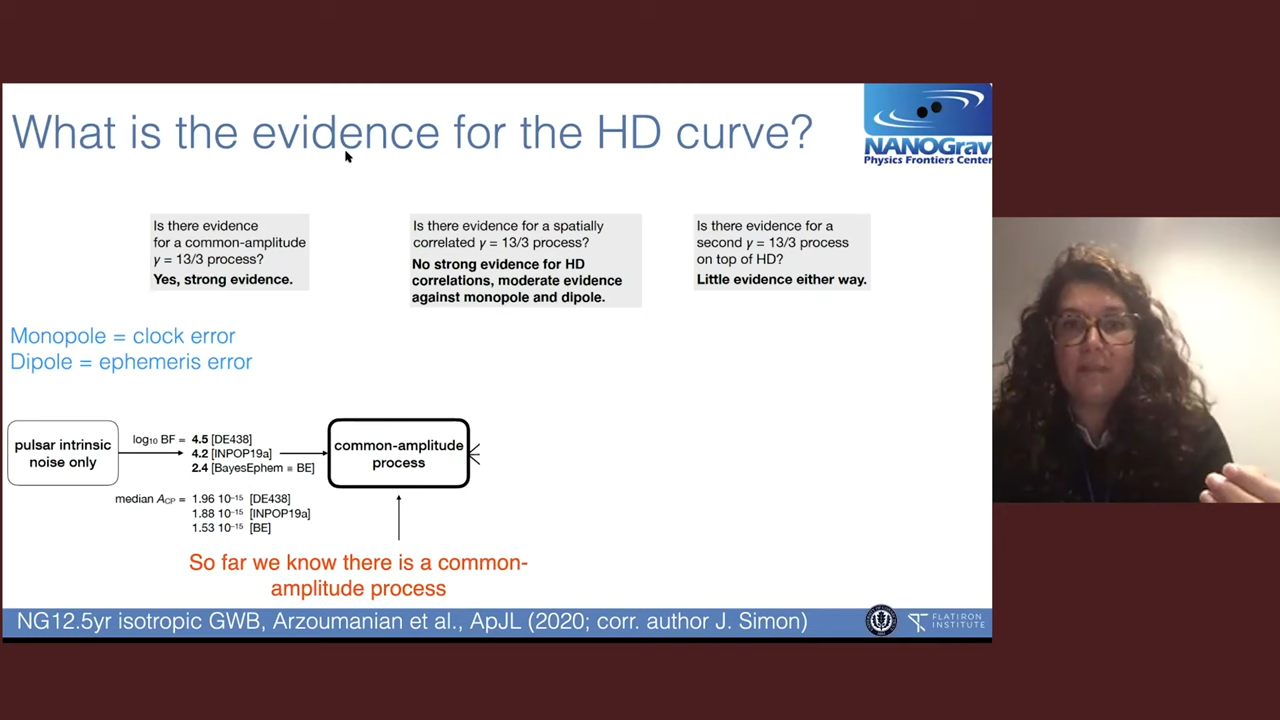 What is the evidence for the HD curve?
NANOGrav
Physics Frontiers Center
Is there evidence
for a common-amplitude
γ = 13/3 process?
Yes, strong evidence.
Is there evidence for a spatially
correlated γ = 13/3 process?
No strong evidence for HD
correlations, moderate evidence
against monopole and dipole.
Is there evidence for a
second γ = 13/3 process
on top of HD?
Little evidence either way.
Monopole = clock error
Dipole = ephemeris error
pulsar intrinsic
noise only
log₁₀ BF = 4.5 [DE438]
4.2 [INPOP19a]
2.4 [BayesEphem ≡ BE]
common-amplitude
process
median A_CP = 1.96 10⁻¹⁵ [DE438]
1.88 10⁻¹⁵ [INPOP19a]
1.53 10⁻¹⁵ [BE]
So far we know there is a common-
amplitude process
NG12.5yr isotropic GWB, Arzoumanian et al., ApJL (2020; corr. author J. Simon)
FLATIRON
INSTITUTE